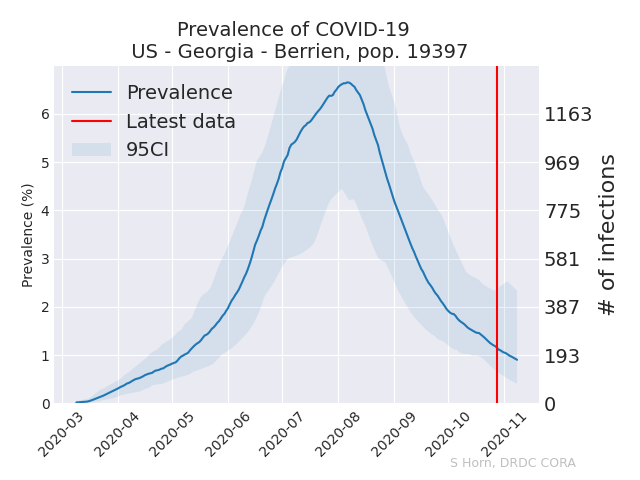 Prevalence of COVID-19
US - Georgia - Berrien, pop. 19397
Prevalence
Latest data
95CI
Prevalence (%)
6
5
4
3
2
1
0
1163
969
775
581
387
193
0
# of infections
2020-03
2020-04
2020-05
2020-06
2020-07
2020-08
2020-09
2020-10
2020-11
S Horn, DRDC CORA